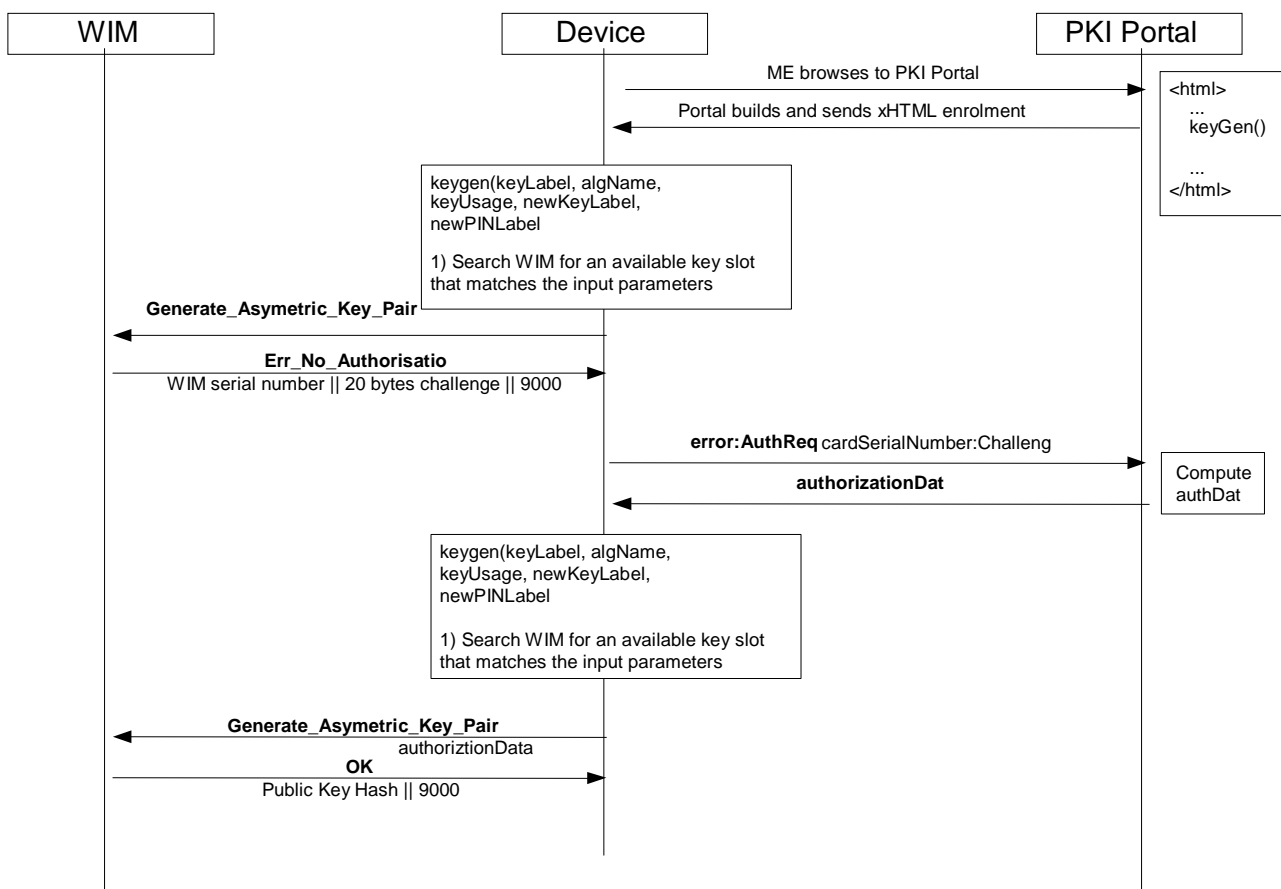 WIM
Device
PKI Portal
ME browses to PKI Portal
Portal builds and sends xHTML enrolment
<html>
...
keyGen()
...
</html>
keygen(keyLabel, algName,
keyUsage, newKeyLabel,
newPINLabel
1) Search WIM for an available key slot
that matches the input parameters
Generate_Asymetric_Key_Pair
Err_No_Authorisatio
WIM serial number || 20 bytes challenge || 9000
error:AuthReq cardSerialNumber:Challeng
authorizationDat
Compute
authDat
keygen(keyLabel, algName,
keyUsage, newKeyLabel,
newPINLabel
1) Search WIM for an available key slot
that matches the input parameters
Generate_Asymetric_Key_Pair
authoriztionData
OK
Public Key Hash || 9000